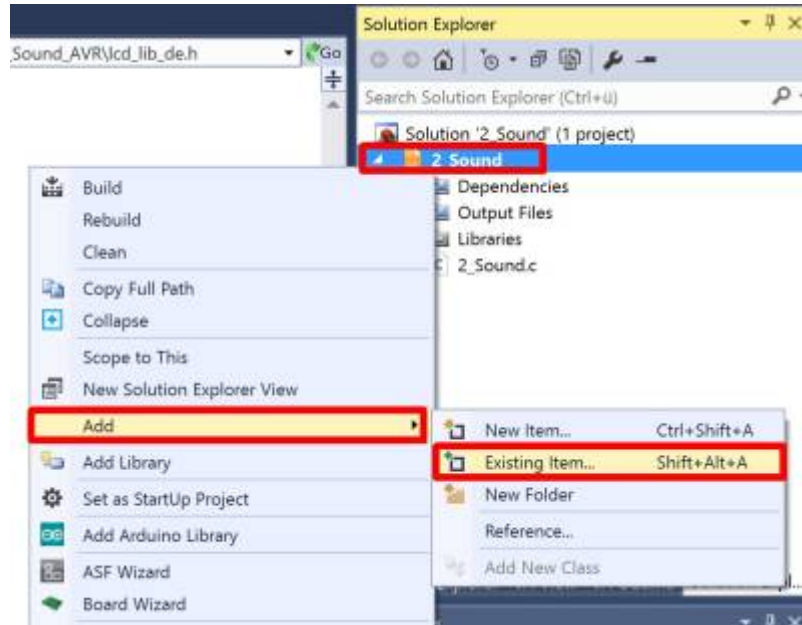 Solution Explorer
_Sound_AVR\lcd_lib_de.h
Go
Search Solution Explorer (Ctrl+ü)
Solution '2_Sound' (1 project)
2_Sound
Dependencies
Output Files
Libraries
2_Sound.c
Build
Rebuild
Clean
Copy Full Path
Collapse
Scope to This
New Solution Explorer View
Add
Add Library
Set as StartUp Project
Add Arduino Library
ASF Wizard
Board Wizard
New Item... Ctrl+Shift+A
Existing Item... Shift+Alt+A
New Folder
Reference...
Add New Class